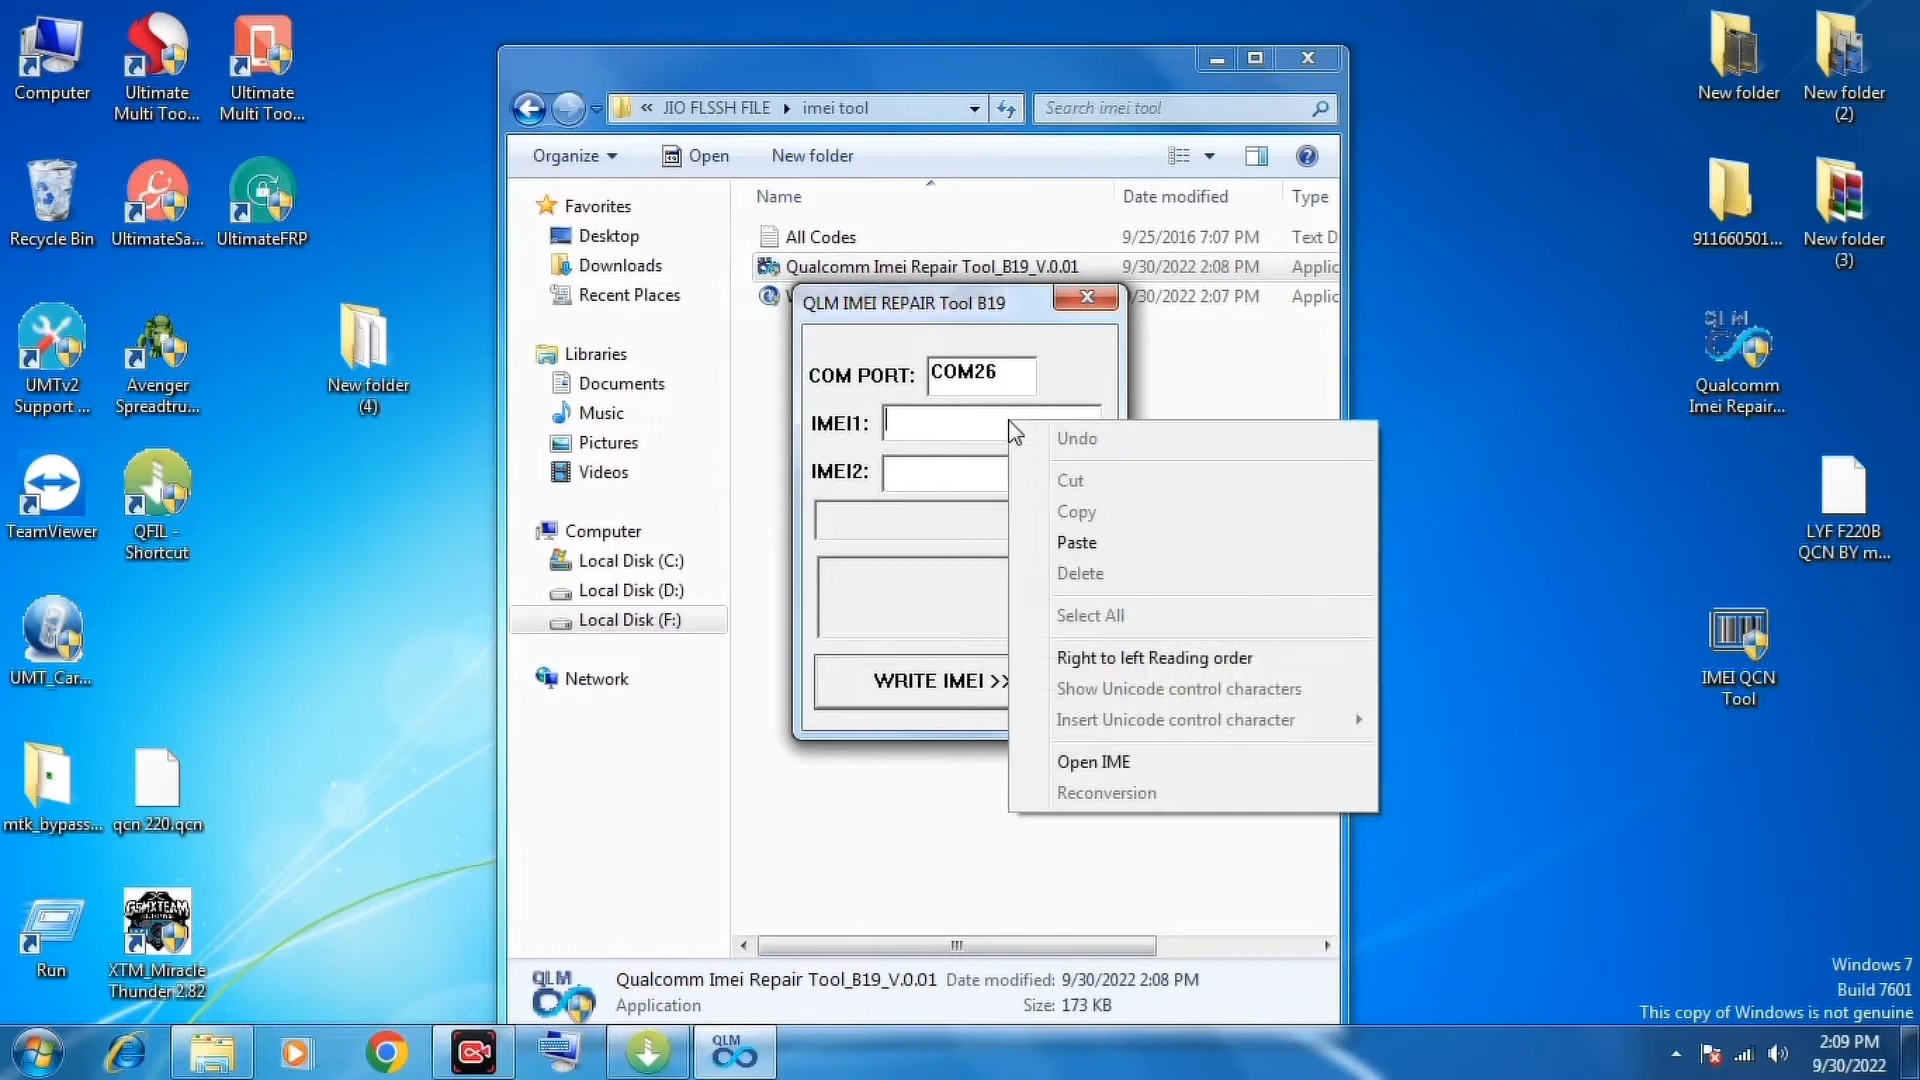 Computer
Ultimate
Multi Too...
Ultimate
Multi Too...
Recycle Bin
UltimateSa...
UltimateFRP
UMTv2
Support ...
Avenger
Spreadtru...
New folder
(4)
TeamViewer
QFIL -
Shortcut
UMT_Car...
mtk_bypass...
qcn 220.qcn
Run
XTM_Miracle
Thunder 2.82
« JIO FLSSH FILE ▸ imei tool
Search imei tool
Organize
Open
New folder
Favorites
Desktop
Downloads
Recent Places
Libraries
Documents
Music
Pictures
Videos
Computer
Local Disk (C:)
Local Disk (D:)
Local Disk (F:)
Network
Name
Date modified
Type
All Codes
9/25/2016 7:07 PM
Text D
Qualcomm Imei Repair Tool_B19_V.0.01
9/30/2022 2:08 PM
Applic
/30/2022 2:07 PM
Applic
QLM IMEI REPAIR Tool B19
COM PORT:
COM26
IMEI1:
IMEI2:
WRITE IMEI >>
Undo
Cut
Copy
Paste
Delete
Select All
Right to left Reading order
Show Unicode control characters
Insert Unicode control character
Open IME
Reconversion
QLM
Qualcomm Imei Repair Tool_B19_V.0.01
Date modified: 9/30/2022 2:08 PM
Application
Size: 173 KB
New folder
New folder
(2)
911660501...
New folder
(3)
Qualcomm
Imei Repair...
LYF F220B
QCN BY m...
IMEI QCN
Tool
Windows 7
Build 7601
This copy of Windows is not genuine
QLM
2:09 PM
9/30/2022